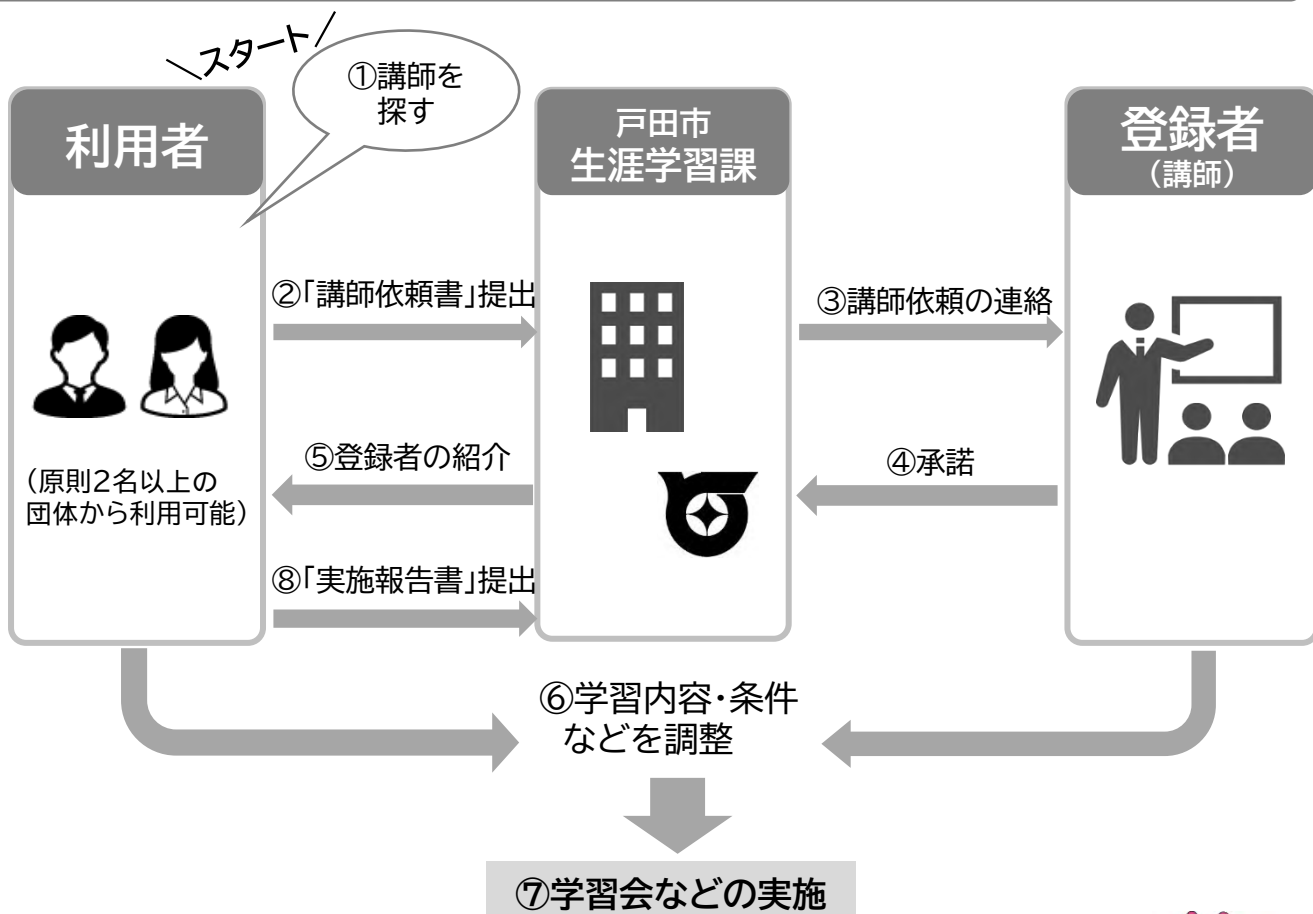 ＼スタート／
①講師を
探す
利用者
戸田市
生涯学習課
登録者
（講師）
②「講師依頼書」提出
③講師依頼の連絡
⑤登録者の紹介
④承諾
（原則2名以上の
団体から利用可能）
⑧「実施報告書」提出
⑥学習内容・条件
などを調整
⑦学習会などの実施